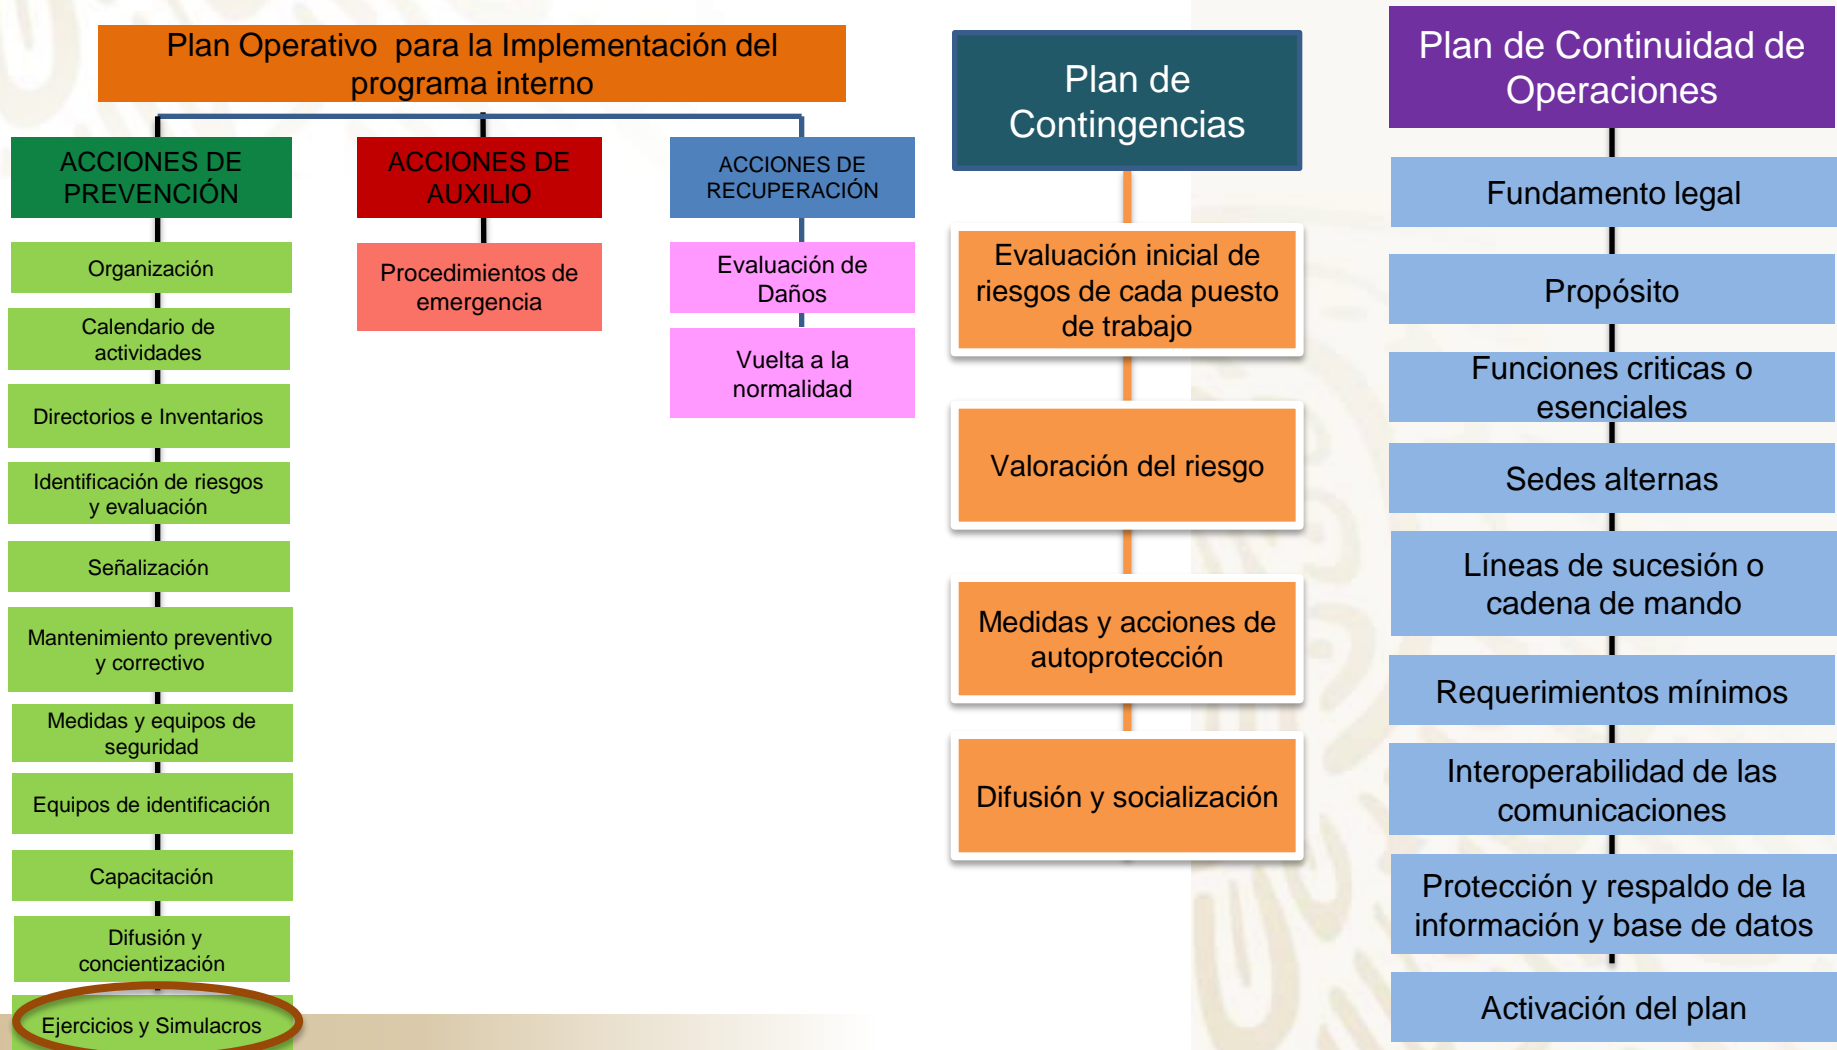 Plan Operativo para la Implementación del
programa interno
ACCIONES DE
PREVENCIÓN
Organización
Calendario de
actividades
Directorios e Inventarios
Identificación de riesgos
y evaluación
Señalización
Mantenimiento preventivo
y correctivo
Medidas y equipos de
seguridad
Equipos de identificación
Capacitación
Difusión y
concientización
Ejercicios y Simulacros
ACCIONES DE
AUXILIO
Procedimientos de
emergencia
ACCIONES DE
RECUPERACIÓN
Evaluación de
Daños
Vuelta a la
normalidad
Plan de
Contingencias
Evaluación inicial de
riesgos de cada puesto
de trabajo
Valoración del riesgo
Medidas y acciones de
autoprotección
Difusión y socialización
Plan de Continuidad de
Operaciones
Fundamento legal
Propósito
Funciones criticas o
esenciales
Sedes alternas
Líneas de sucesión o
cadena de mando
Requerimientos mínimos
Interoperabilidad de las
comunicaciones
Protección y respaldo de la
información y base de datos
Activación del plan